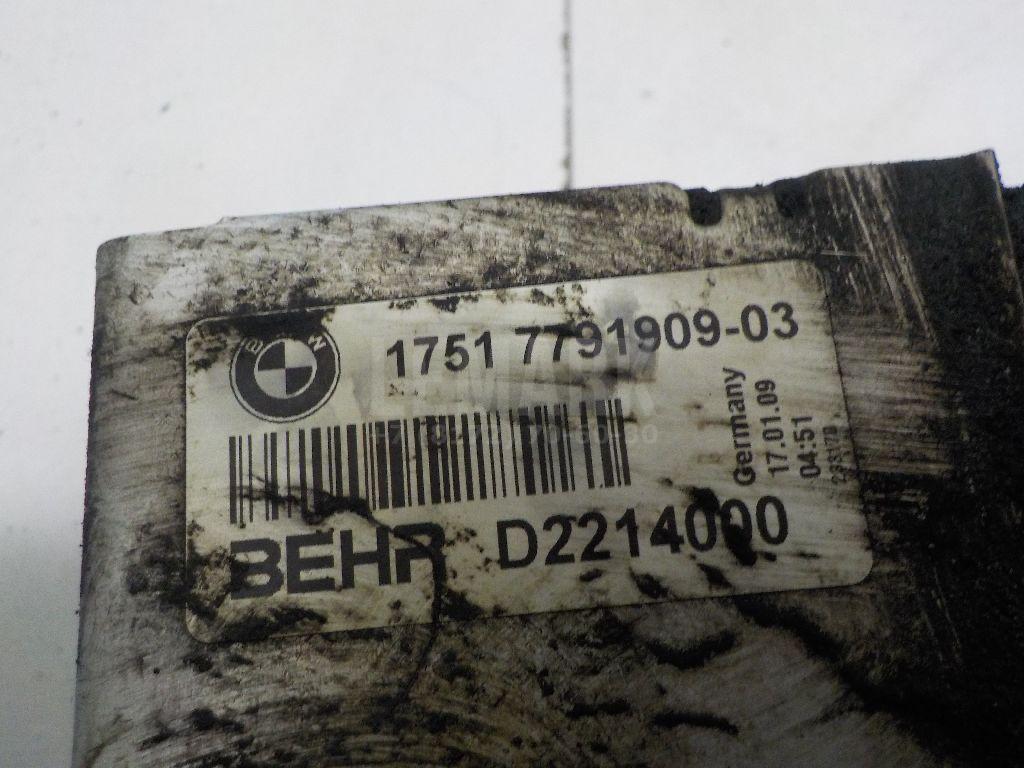 BMW
1751 7791909-03
Germany
17.01.09
04:51
BEHR D2214000